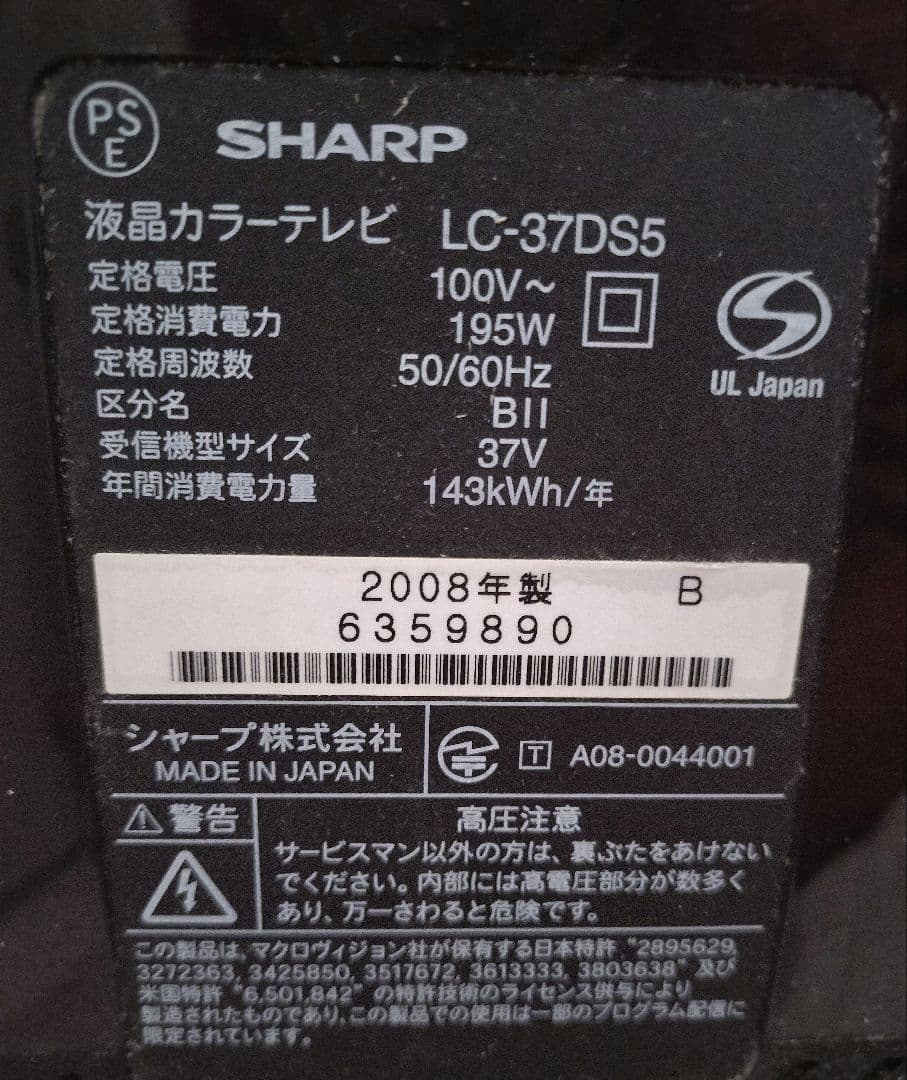 PSE
SHARP
液晶カラーテレビ LC-37DS5
定格電圧 100V～
定格消費電力 195W
定格周波数 50/60Hz
区分名 BII
受信機型サイズ 37V
年間消費電力量 143kWh/年
UL Japan
2008年製 B
6359890
シャープ株式会社
MADE IN JAPAN
T A08-0044001
警告
高圧注意
サービスマン以外の方は、裏ぶたをあけない
でください。内部には高電圧部分が数多く
あり、万一さわると危険です。
この製品は、マクロヴィジョン社が保有する日本特許 "2895629,
3272363, 3425850, 3517672, 3613333, 3803638" 及び
米国特許 "6,501,842" の特許技術のライセンス供与により
製造されたものであり、この製品での使用は一部のプログラム配信に
限定されています。